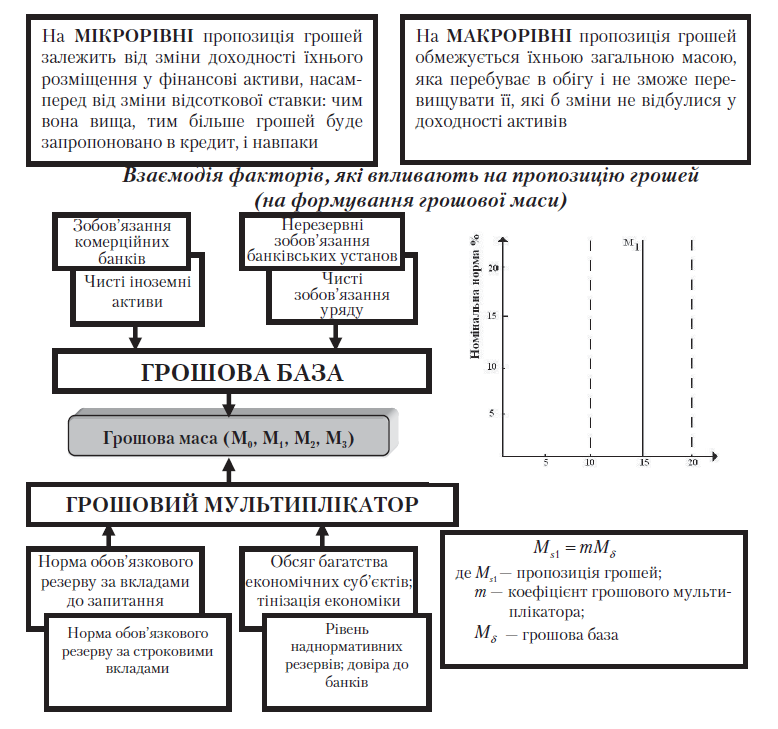 На МІКРОРІВНІ пропозиція грошей
залежить від зміни доходності їхнього
розміщення у фінансові активи, насам-
перед від зміни відсоткової ставки: чим
вона вища, тим більше грошей буде
запропоновано в кредит, і навпаки
На МАКРОРІВНІ пропозиція грошей
обмежується їхньою загальною масою,
яка перебуває в обігу і не зможе пере-
вищувати її, які б зміни не відбулися у
доходності активів
Взаємодія факторів, які впливають на пропозицію грошей
(на формування грошової маси)
Зобов’язання
комерційних
банків
Чисті іноземні
активи
Нерезервні
зобов’язання
банківських установ
Чисті
зобов’язання
уряду
ГРОШОВА БАЗА
Грошова маса (M₀, M₁, M₂, M₃)
ГРОШОВИЙ МУЛЬТИПЛІКАТОР
Норма обов’язкового
резерву за вкладами
до запитання
Норма обов’язкового
резерву за строковими
вкладами
Обсяг багатства
економічних суб’єктів;
тінізація економіки
Рівень
наднормативних
резервів; довіра до
банків
Номінальна норма %
M₁
20
15
10
5
5
10
15
20
Mₛ₁ = mM_δ
де Mₛ₁ — пропозиція грошей;
m — коефіцієнт грошового мульти-
плікатора;
M_δ — грошова база